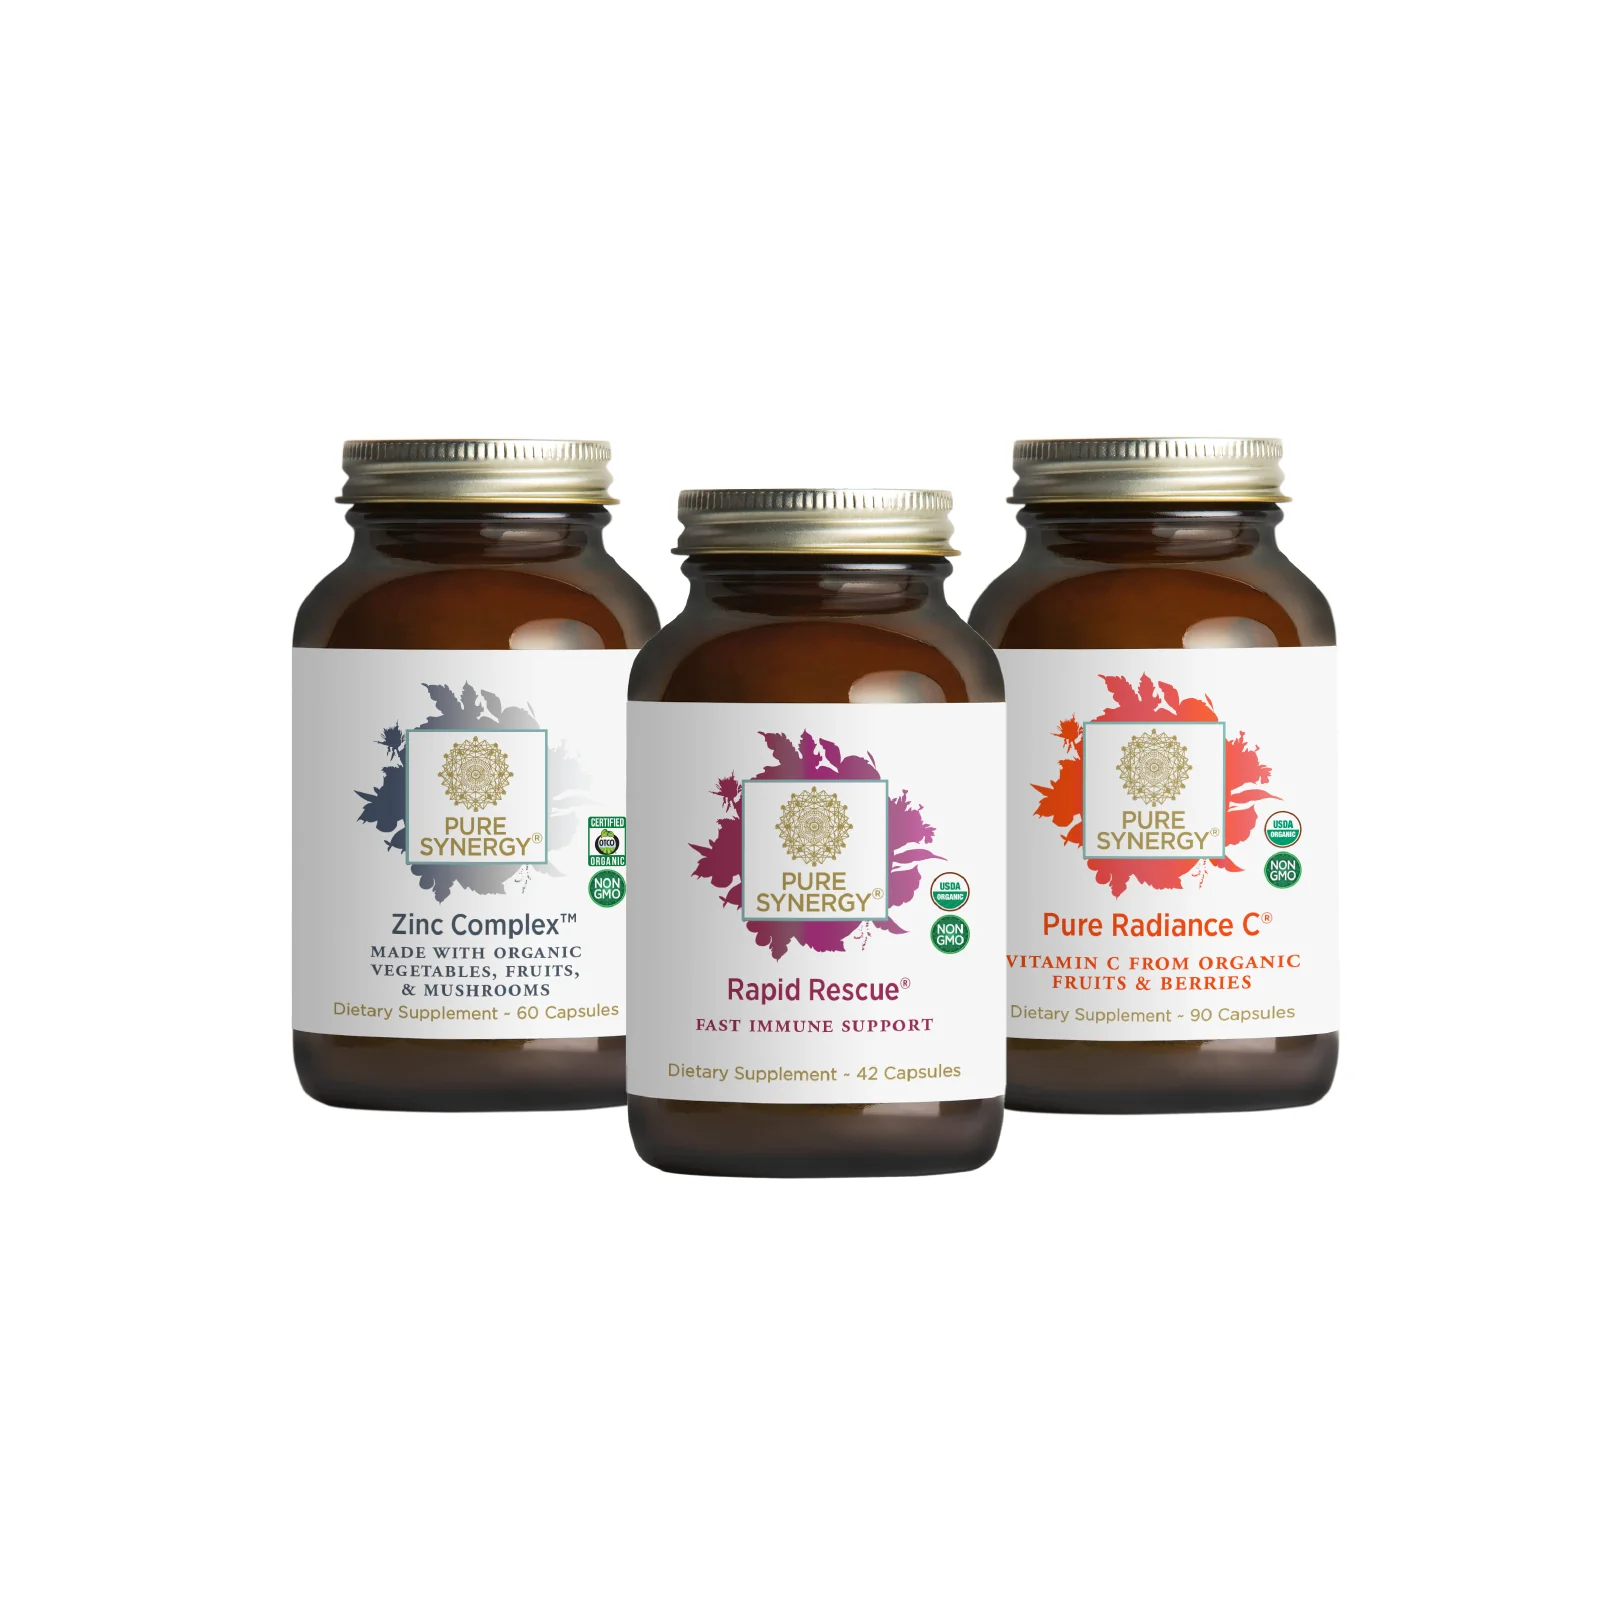 PURE
SYNERGY®
CERTIFIED
OTCO
ORGANIC
NON
GMO
Zinc Complex™
MADE WITH ORGANIC
VEGETABLES, FRUITS,
& MUSHROOMS
Dietary Supplement ~ 60 Capsules
PURE
SYNERGY®
USDA
ORGANIC
NON
GMO
Rapid Rescue®
FAST IMMUNE SUPPORT
Dietary Supplement ~ 42 Capsules
PURE
SYNERGY®
USDA
ORGANIC
NON
GMO
Pure Radiance C®
VITAMIN C FROM ORGANIC
FRUITS & BERRIES
Dietary Supplement ~ 90 Capsules